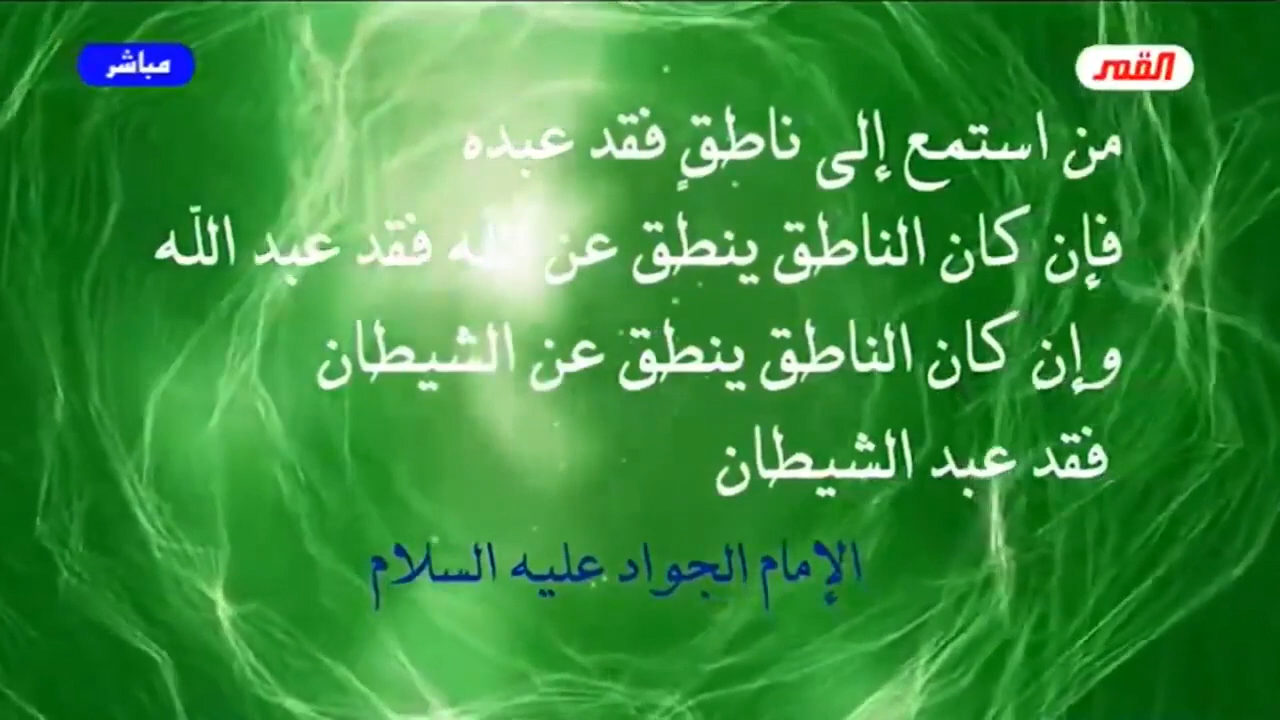 مباشر
القمر
من استمع إلى ناطقٍ فقد عبده
فإن كان الناطق ينطق عن الله فقد عبد الله
وإن كان الناطق ينطق عن الشيطان
فقد عبد الشيطان
الإمام الجواد عليه السلام